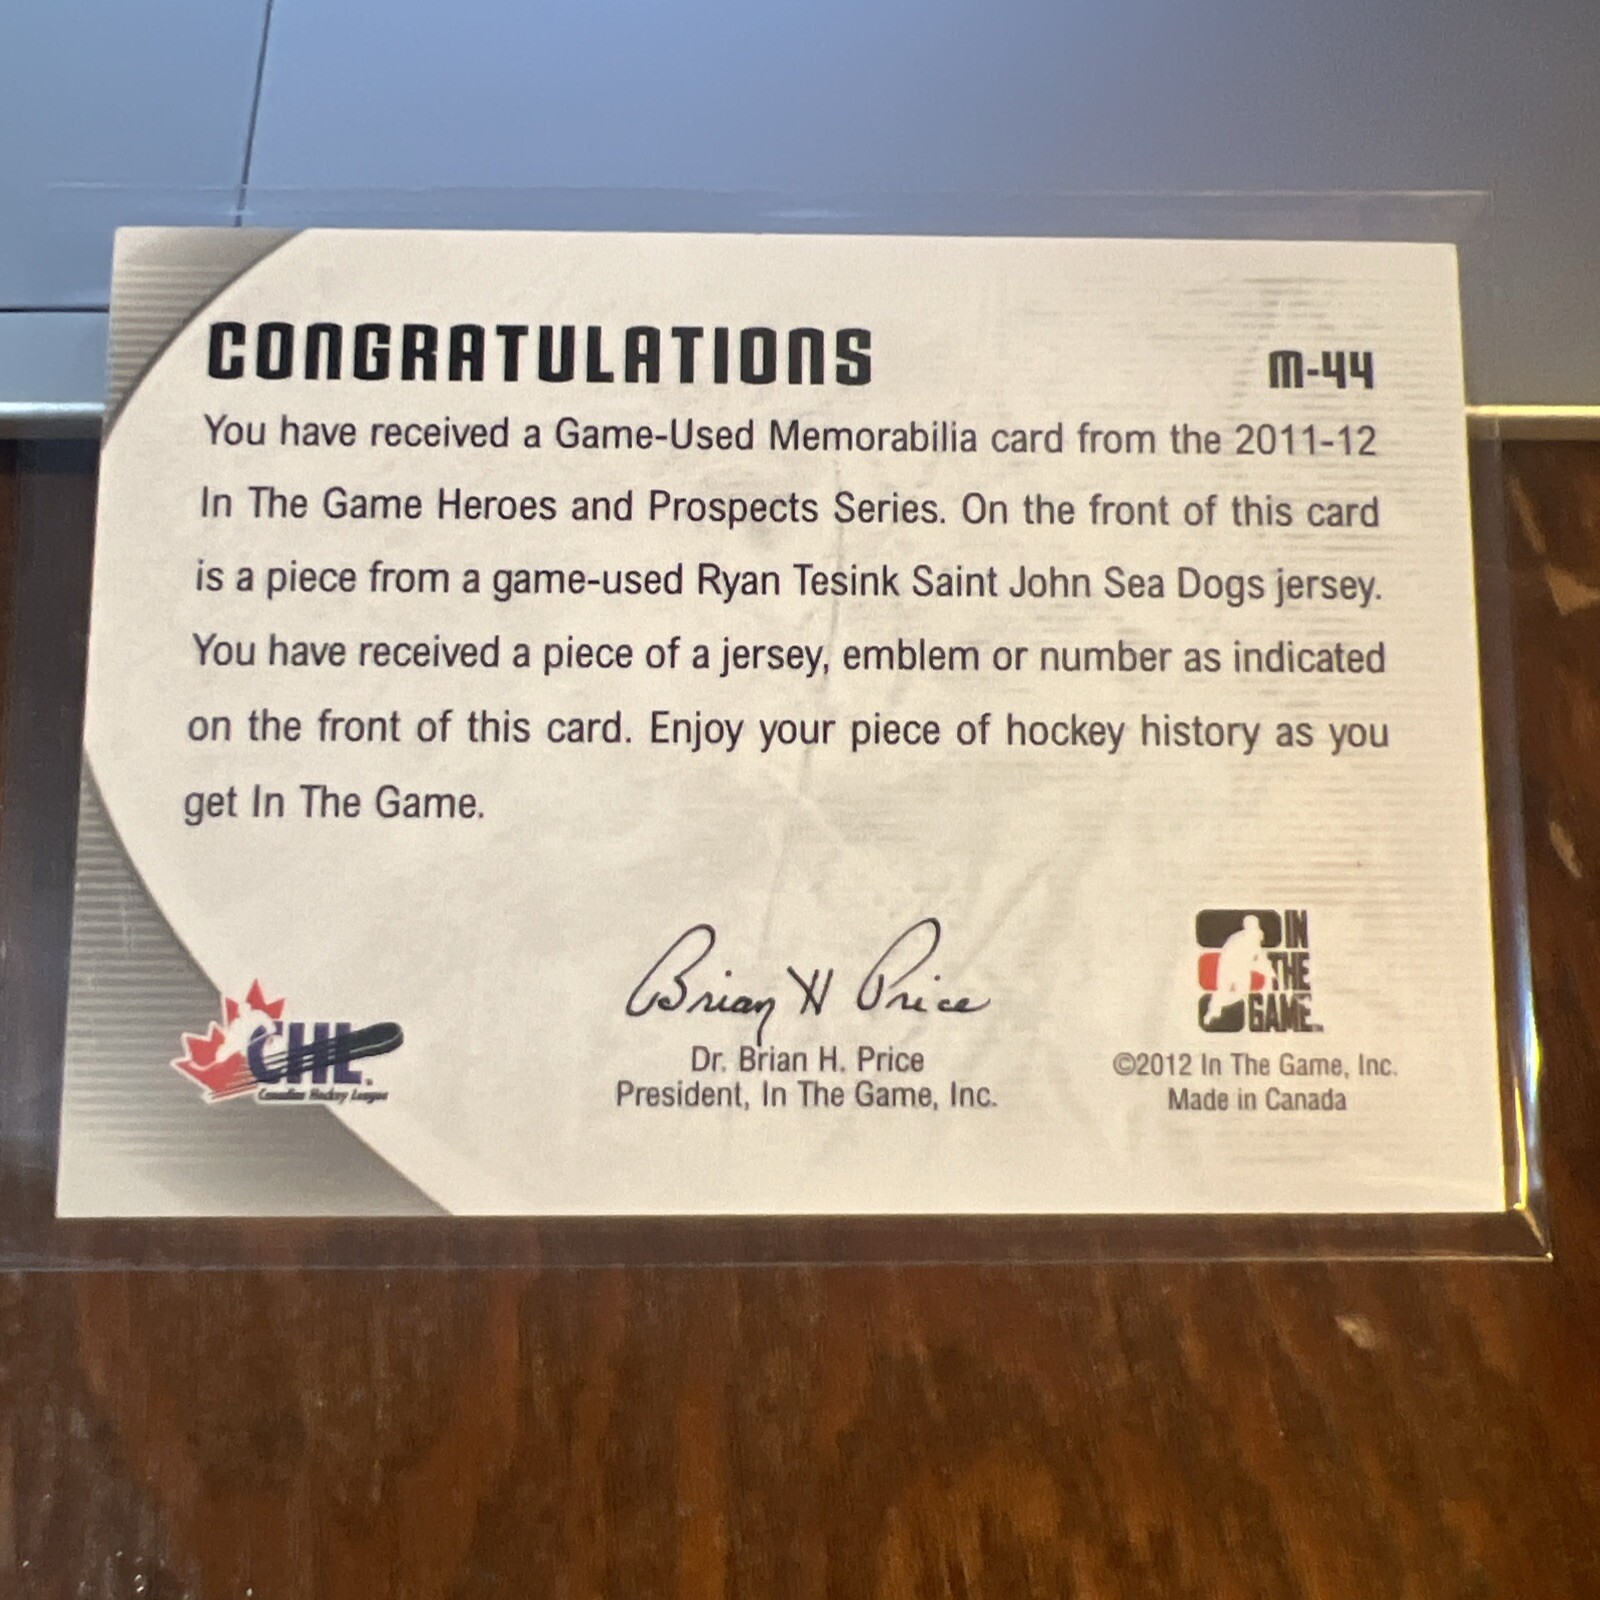 CONGRATULATIONS
M-44
You have received a Game-Used Memorabilia card from the 2011-12
In The Game Heroes and Prospects Series. On the front of this card
is a piece from a game-used Ryan Tesink Saint John Sea Dogs jersey.
You have received a piece of a jersey, emblem or number as indicated
on the front of this card. Enjoy your piece of hockey history as you
get In The Game.
Brian H Price
Dr. Brian H. Price
President, In The Game, Inc.
CHL.
Canadian Hockey League
IN
THE
GAME.
©2012 In The Game, Inc.
Made in Canada